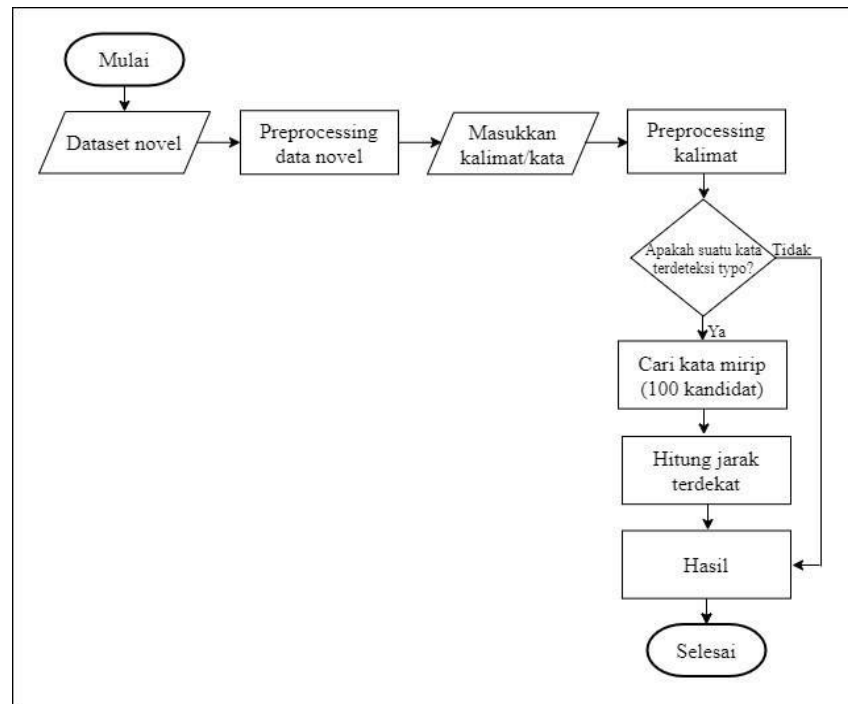 Mulai
Dataset novel
Preprocessing
data novel
Masukkan
kalimat/kata
Preprocessing
kalimat
Apakah suatu kata
terdeteksi typo?
Tidak
Ya
Cari kata mirip
(100 kandidat)
Hitung jarak
terdekat
Hasil
Selesai